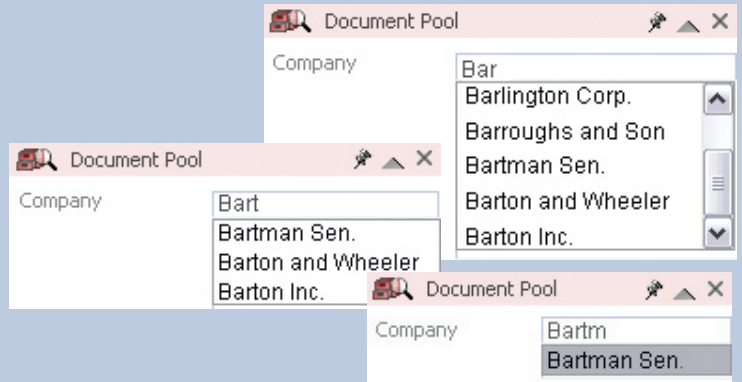 Document Pool
Company
Bar
Barlington Corp.
Barroughs and Son
Bartman Sen.
Barton and Wheeler
Barton Inc.
Document Pool
Company
Bart
Bartman Sen.
Barton and Wheeler
Barton Inc.
Document Pool
Company
Bartm
Bartman Sen.